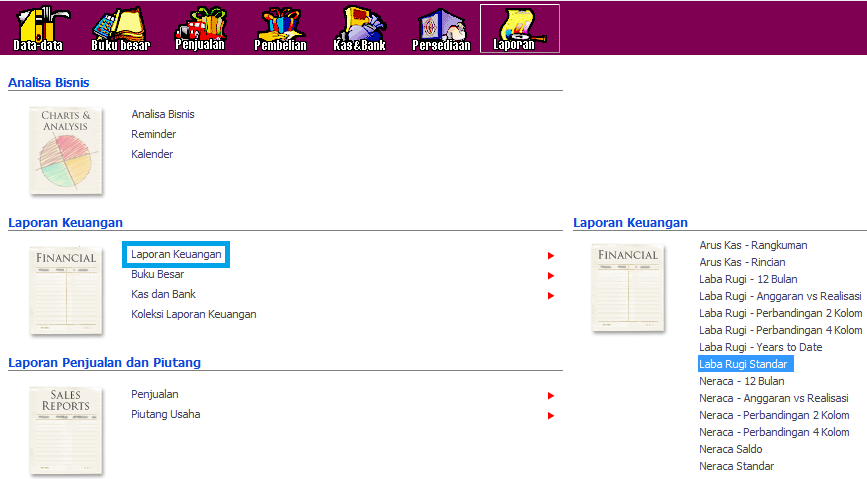 Data-data
Buku besar
Penjualan
Pembelian
Kas&Bank
Persediaan
Laporan
Analisa Bisnis
CHARTS &
ANALYSIS
Analisa Bisnis
Reminder
Kalender
Laporan Keuangan
FINANCIAL
Laporan Keuangan
Buku Besar
Kas dan Bank
Koleksi Laporan Keuangan
Laporan Penjualan dan Piutang
SALES
REPORTS
Penjualan
Piutang Usaha
Laporan Keuangan
FINANCIAL
Arus Kas - Rangkuman
Arus Kas - Rincian
Laba Rugi - 12 Bulan
Laba Rugi - Anggaran vs Realisasi
Laba Rugi - Perbandingan 2 Kolom
Laba Rugi - Perbandingan 4 Kolom
Laba Rugi - Years to Date
Laba Rugi Standar
Neraca - 12 Bulan
Neraca - Anggaran vs Realisasi
Neraca - Perbandingan 2 Kolom
Neraca - Perbandingan 4 Kolom
Neraca Saldo
Neraca Standar